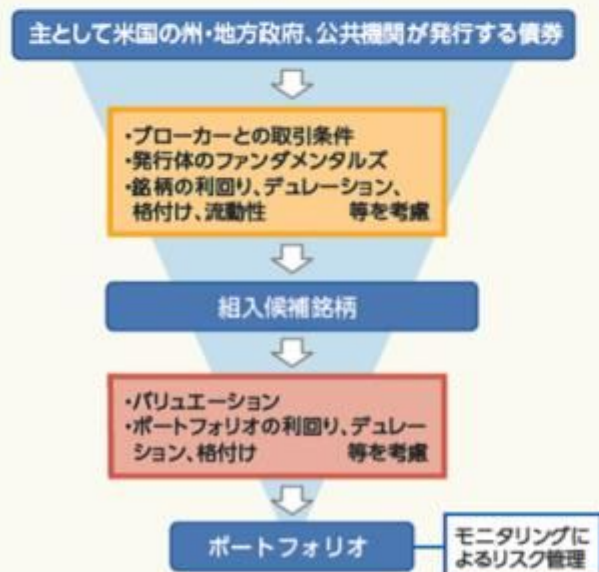 主として米国の州・地方政府、公共機関が発行する債券
・ブローカーとの取引条件
・発行体のファンダメンタルズ
・銘柄の利回り、デュレーション、
格付け、流動性 等を考慮
組入候補銘柄
・バリュエーション
・ポートフォリオの利回り、デュレー
ション、格付け 等を考慮
ポートフォリオ
モニタリングに
よるリスク管理